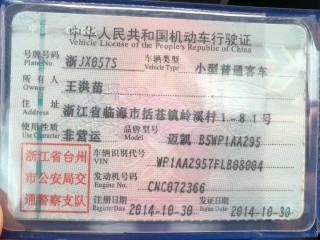 中华人民共和国机动车行驶证
Vehicle License of the People's Republic of China
号牌号码 浙JX057S 车辆类型 小型普通客车
Plate No. Vehicle Type
所有人 王洪苗
Owner
住址 浙江省临海市括苍镇岭溪村1-81号
Address
使用性质 非营运 品牌型号 迈凯 B5WP1AA295
Use Character Model
浙江省台州 车辆识别代号 WP1AA2957FLB08004
VIN
市公安局交 发动机号码 CNC072366
Engine No.
通警察支队 注册日期 2014-10-30 发证日期 2014-10-30
Register Date Issue Date